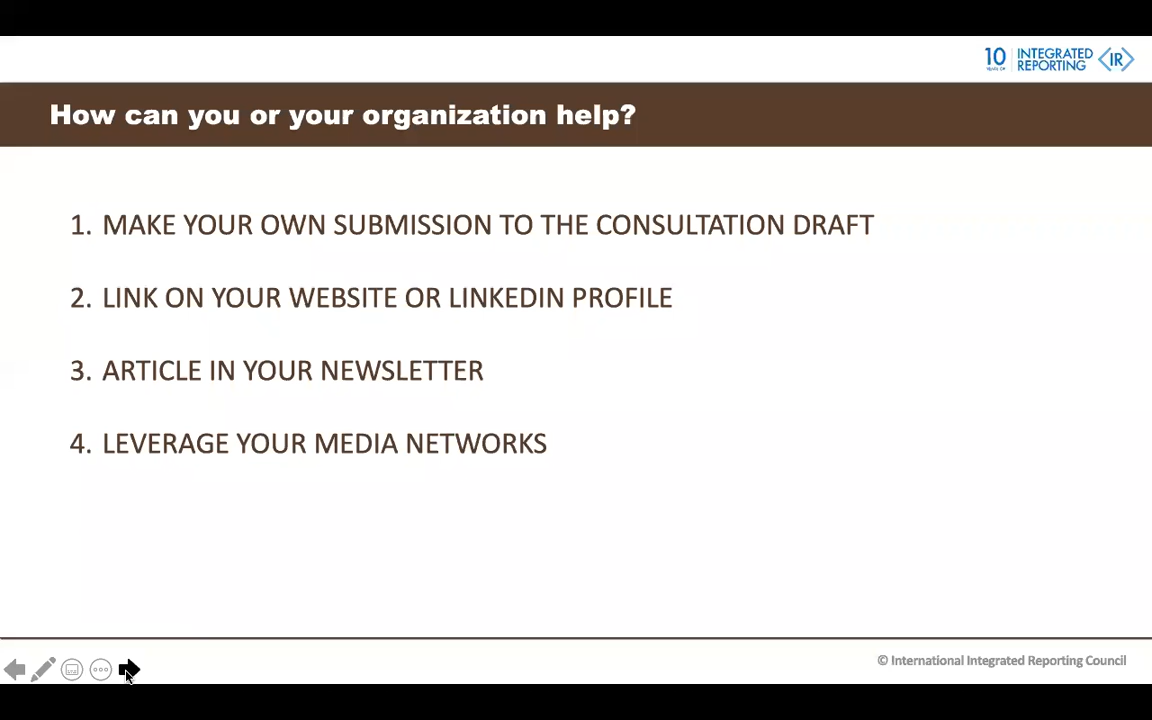 10
INTEGRATED
REPORTING
IR
How can you or your organization help?
1. MAKE YOUR OWN SUBMISSION TO THE CONSULTATION DRAFT
2. LINK ON YOUR WEBSITE OR LINKEDIN PROFILE
3. ARTICLE IN YOUR NEWSLETTER
4. LEVERAGE YOUR MEDIA NETWORKS
© International Integrated Reporting Council